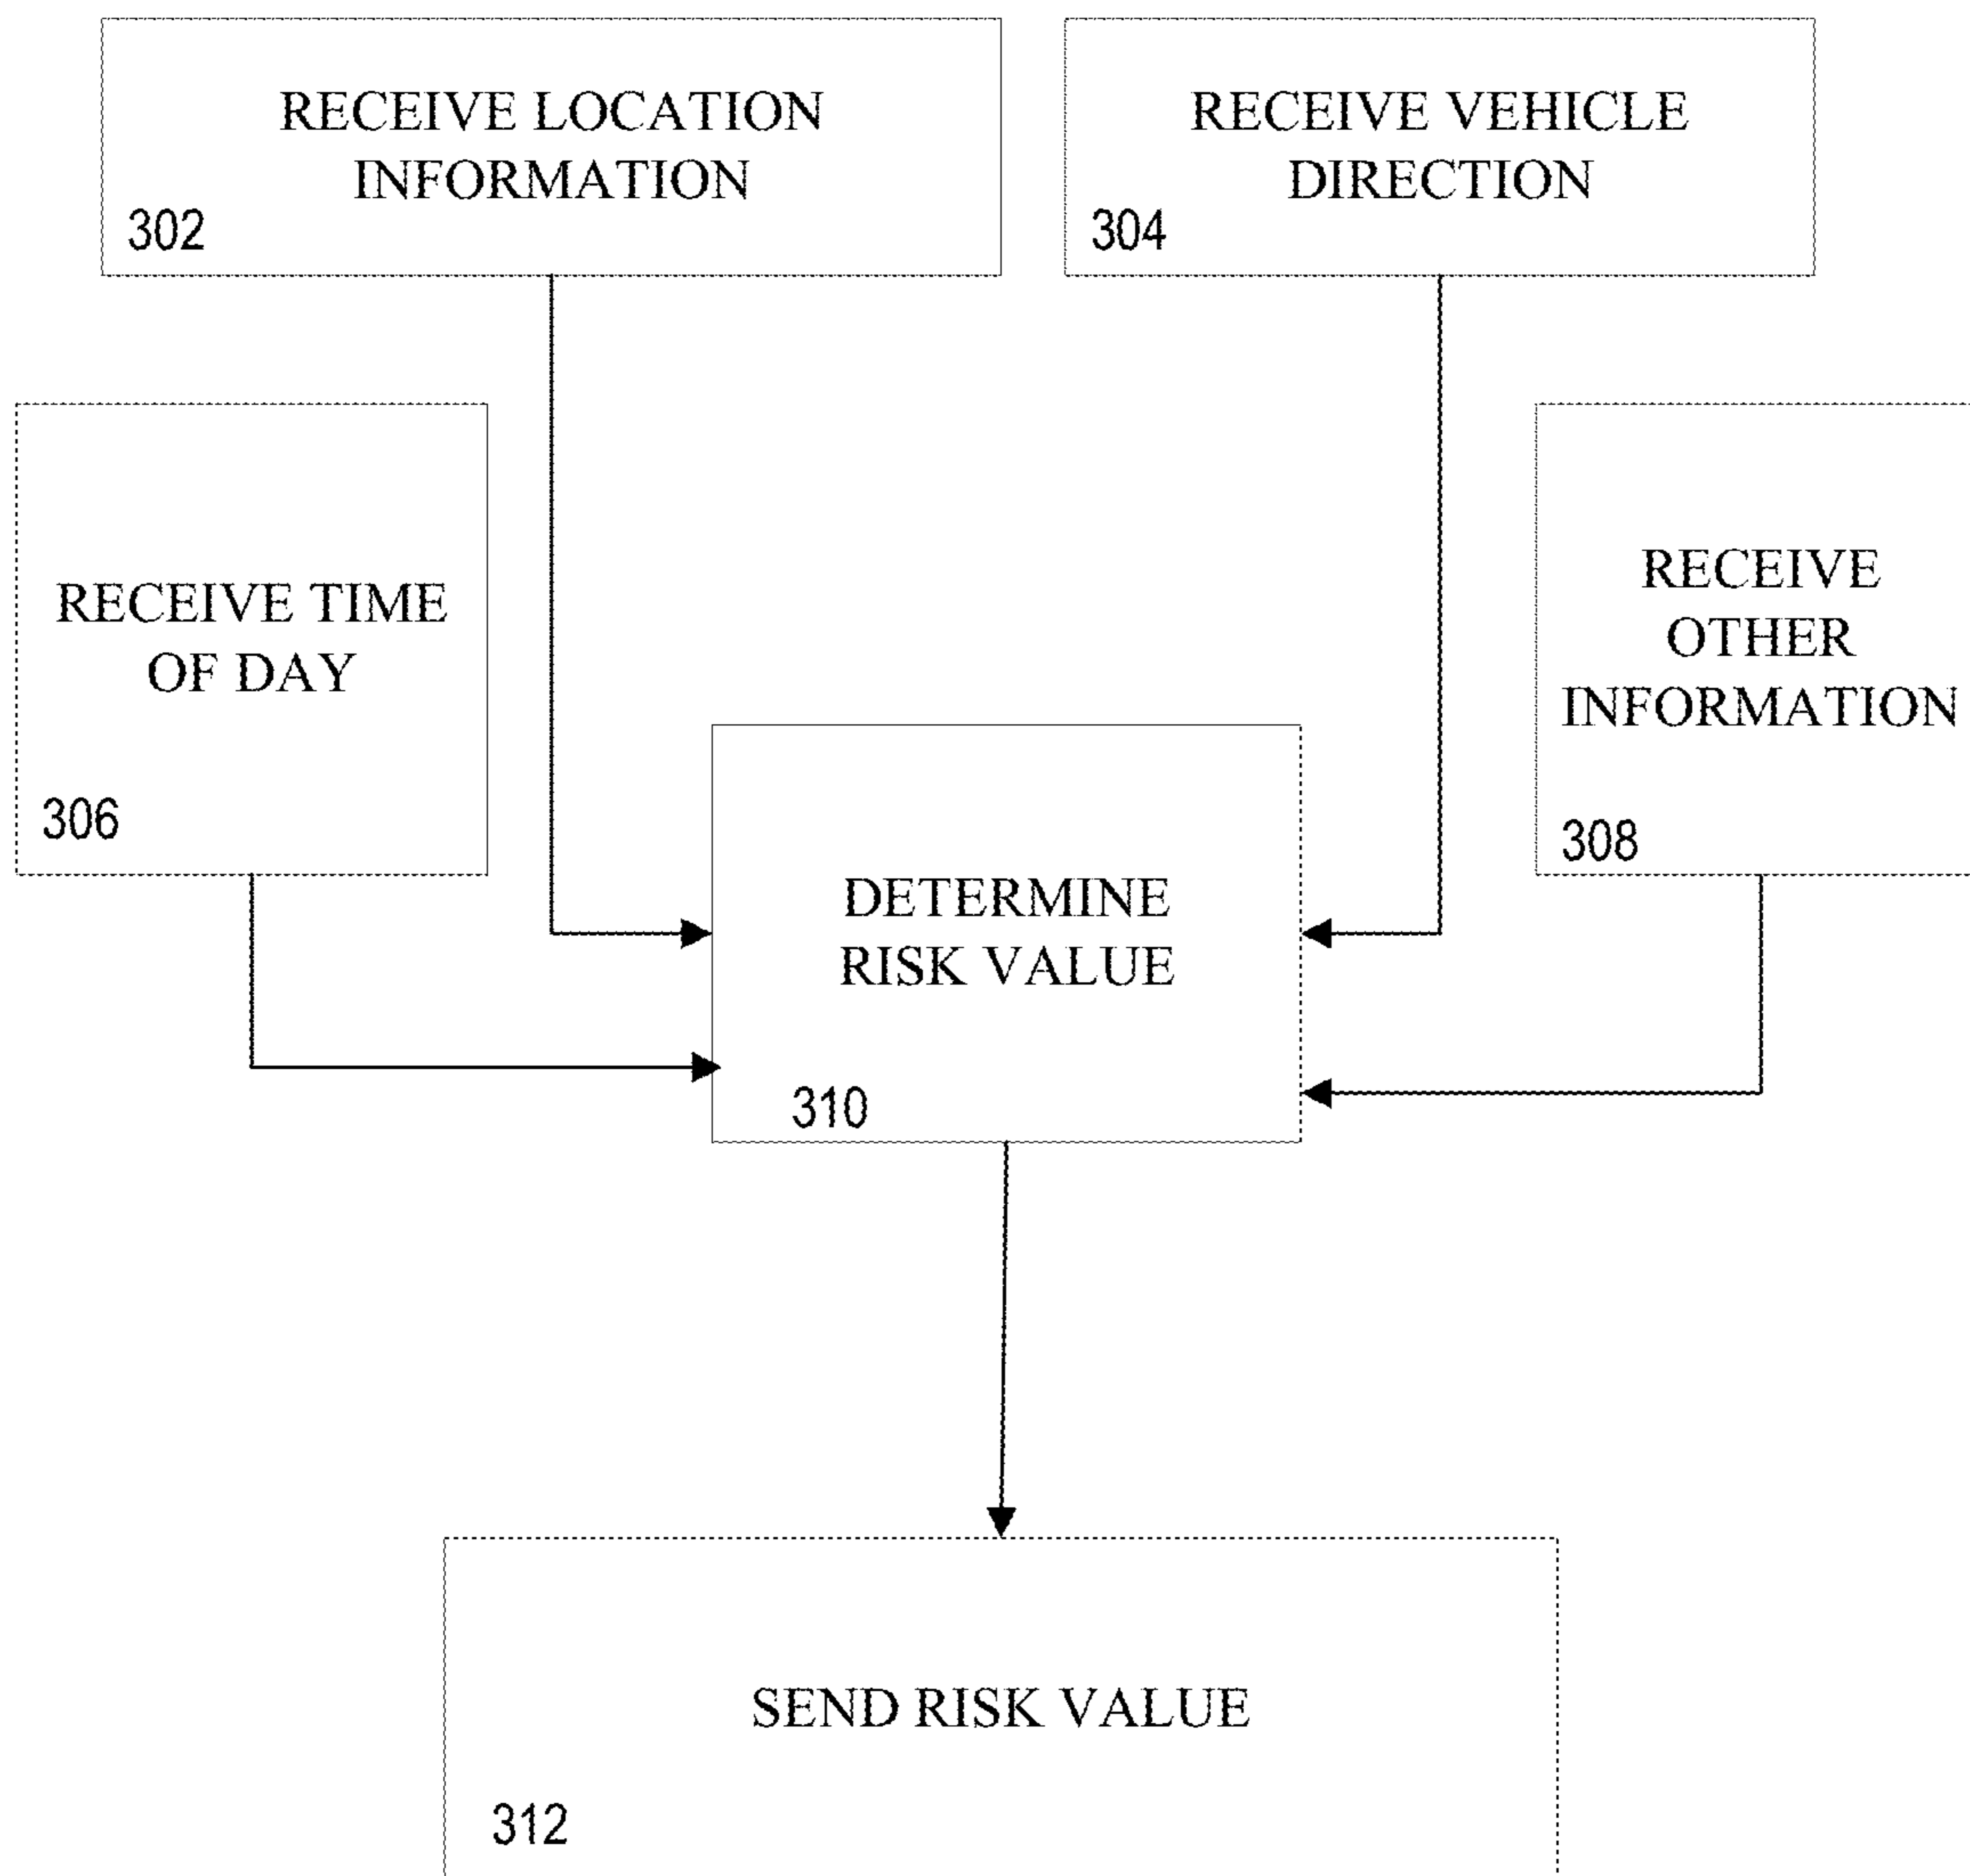 RECEIVE LOCATION
INFORMATION
302
RECEIVE VEHICLE
DIRECTION
304
RECEIVE TIME
OF DAY
306
RECEIVE
OTHER
INFORMATION
308
DETERMINE
RISK VALUE
310
SEND RISK VALUE
312